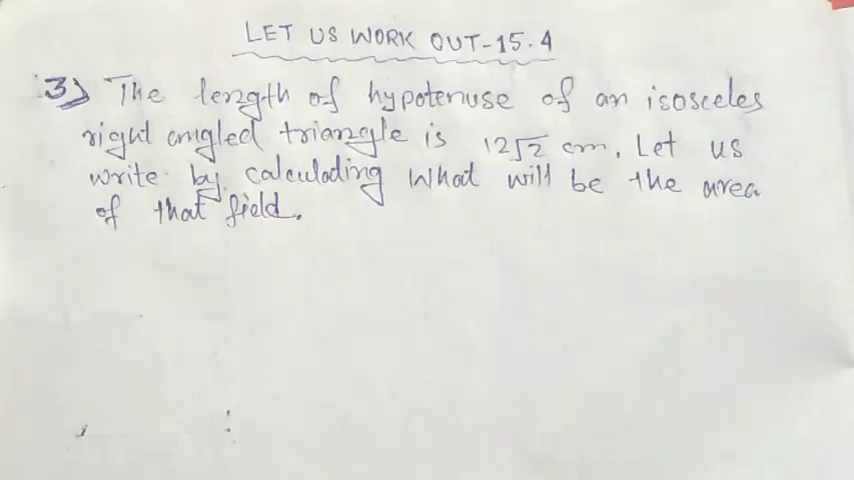 LET US WORK OUT-15.4
3) The length of hypotenuse of an isosceles
right angled triangle is 12√2 cm. Let us
write by calculating what will be the area
of that field.